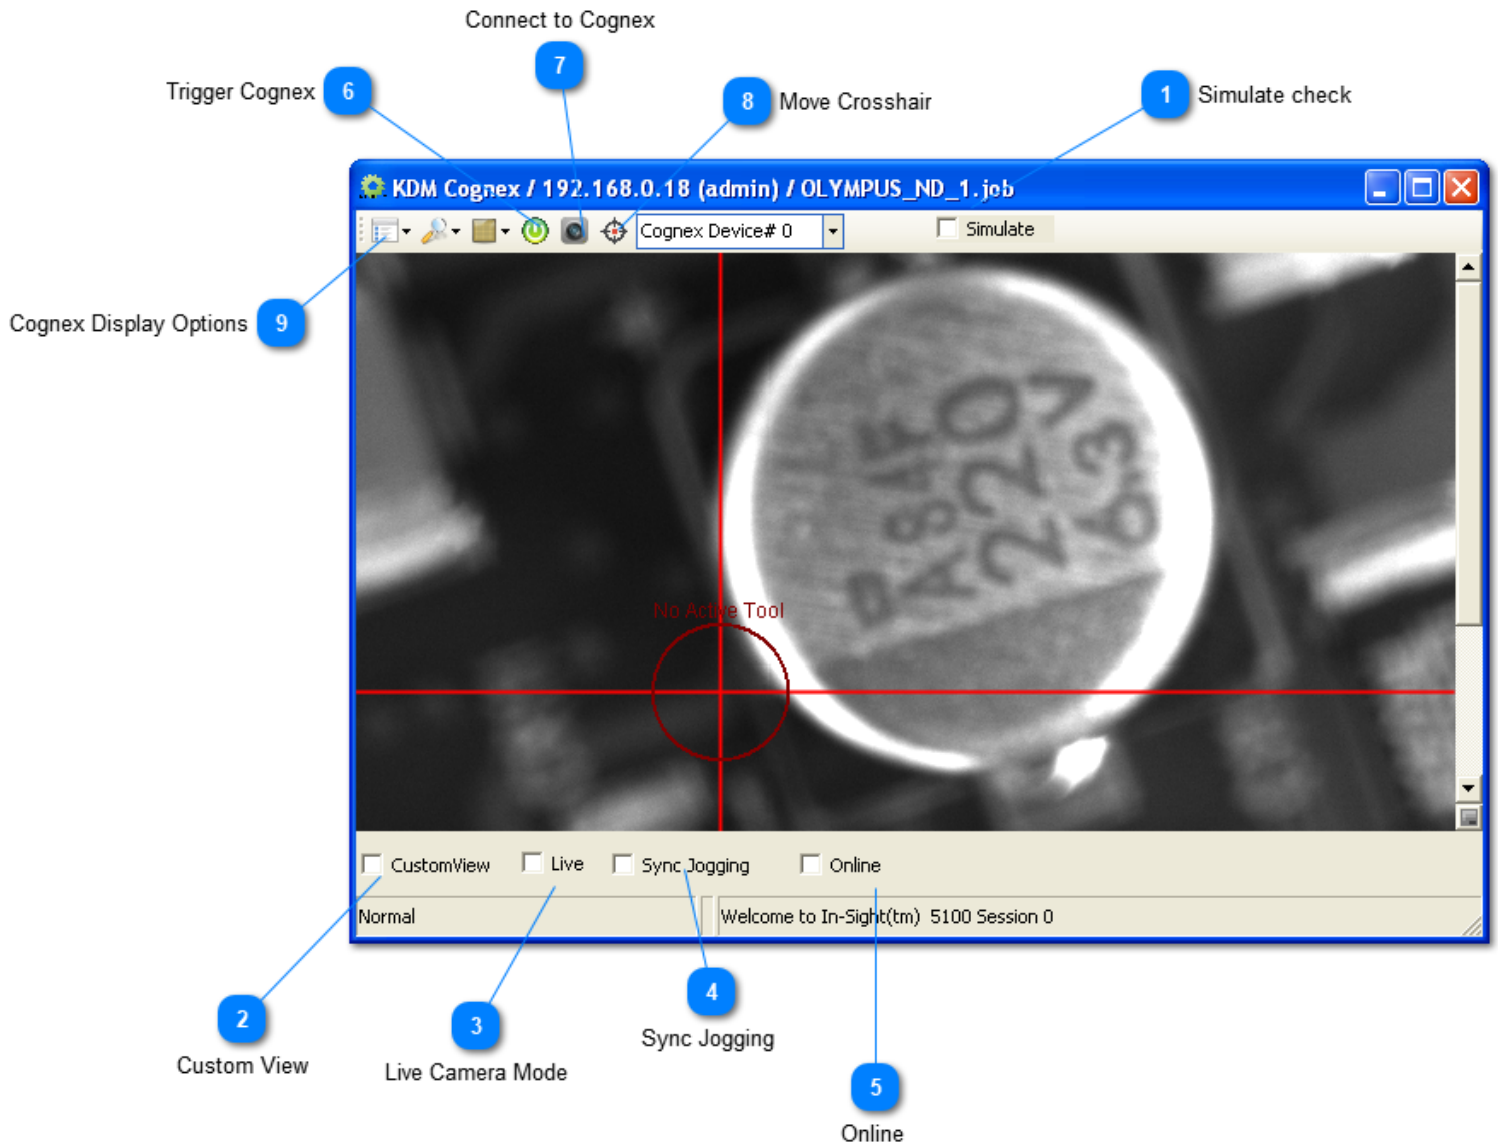 Connect to Cognex
7
Trigger Cognex 6
8 Move Crosshair
1 Simulate check
KDM Cognex / 192.168.0.18 (admin) / OLYMPUS_ND_1.job
Cognex Device# 0
Simulate
Cognex Display Options 9
220
63V
No Active Tool
CustomView
Live
Sync Jogging
Online
Normal
Welcome to In-Sight(tm) 5100 Session 0
2
Custom View
3
Live Camera Mode
4
Sync Jogging
5
Online